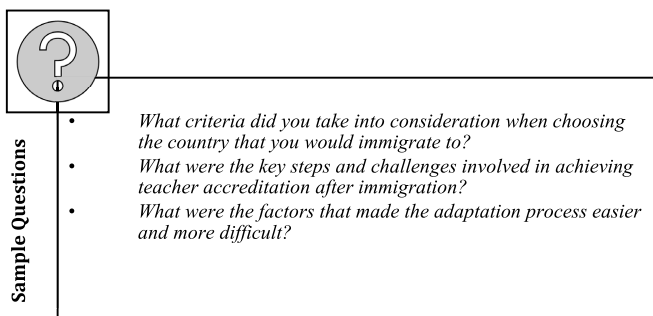 ?
Sample Questions
• What criteria did you take into consideration when choosing
the country that you would immigrate to?
• What were the key steps and challenges involved in achieving
teacher accreditation after immigration?
• What were the factors that made the adaptation process easier
and more difficult?